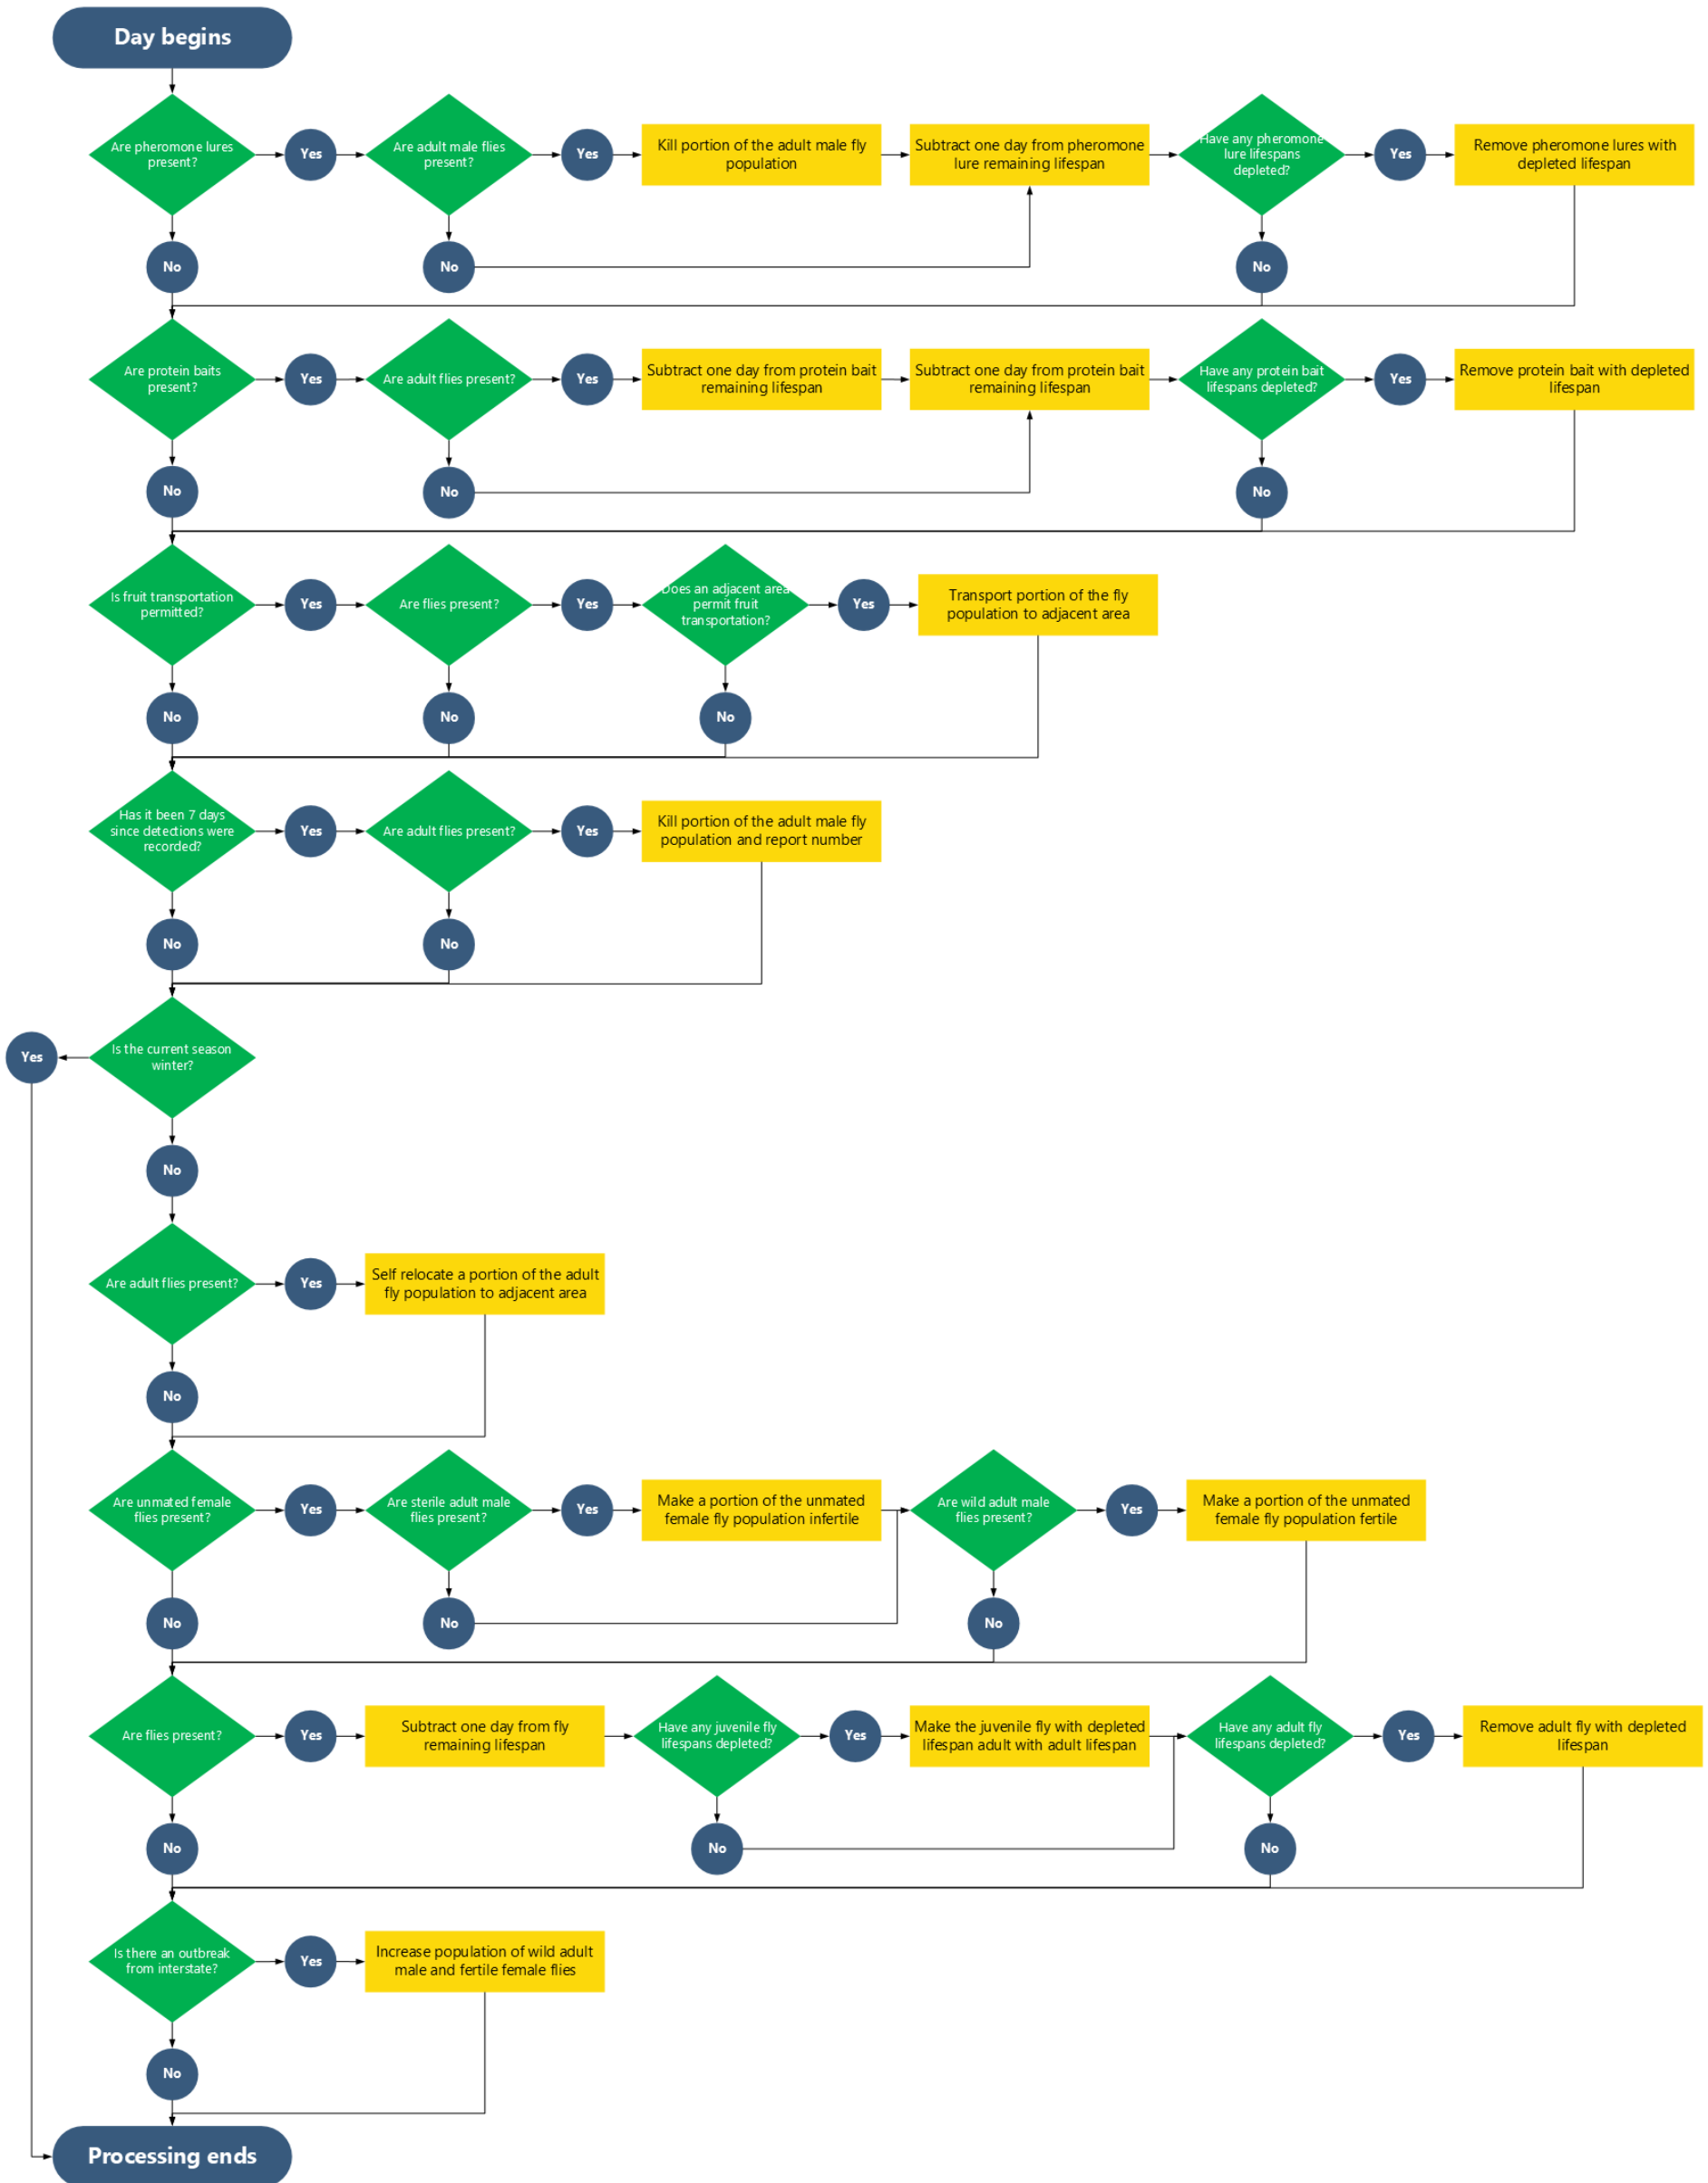 Day begins
Are pheromone lures
present?
Yes
Are adult male flies
present?
Yes
Kill portion of the adult male fly
population
Subtract one day from pheromone
lure remaining lifespan
Have any pheromone
lure lifespans
depleted?
Yes
Remove pheromone lures with
depleted lifespan
No
No
No
Are protein baits
present?
Yes
Are adult flies present?
Yes
Subtract one day from protein bait
remaining lifespan
Subtract one day from protein bait
remaining lifespan
Have any protein bait
lifespans depleted?
Yes
Remove protein bait with depleted
lifespan
No
No
No
Is fruit transportation
permitted?
Yes
Are flies present?
Yes
Does an adjacent area
permit fruit
transportation?
Yes
Transport portion of the fly
population to adjacent area
No
No
No
Has it been 7 days
since detections were
recorded?
Yes
Are adult flies present?
Yes
Kill portion of the adult male fly
population and report number
No
No
Yes
Is the current season
winter?
No
Are adult flies present?
Yes
Self relocate a portion of the adult
fly population to adjacent area
No
Are unmated female
flies present?
Yes
Are sterile adult male
flies present?
Yes
Make a portion of the unmated
female fly population infertile
Are wild adult male
flies present?
Yes
Make a portion of the unmated
female fly population fertile
No
No
No
Are flies present?
Yes
Subtract one day from fly
remaining lifespan
Have any juvenile fly
lifespans depleted?
Yes
Make the juvenile fly with depleted
lifespan adult with adult lifespan
Have any adult fly
lifespans depleted?
Yes
Remove adult fly with depleted
lifespan
No
No
No
Is there an outbreak
from interstate?
Yes
Increase population of wild adult
male and fertile female flies
No
Processing ends